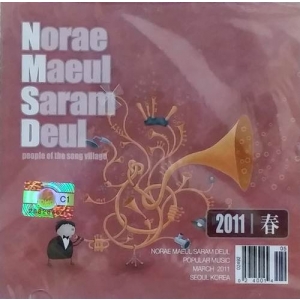 Norae
Maeul
Saram
Deul
people of the song village
C1
2011 | 春
NORAE MAEUL SARAM DEUL
POPULAR MUSIC
MARCH 2011
SEOUL KOREA